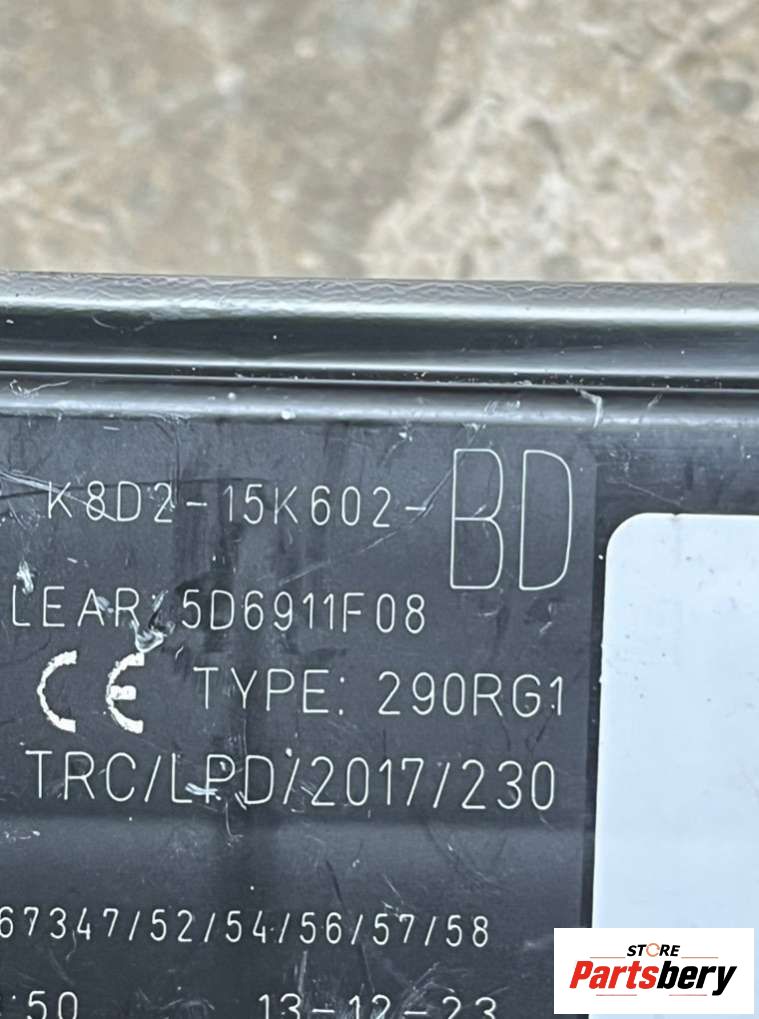 K8D2-15K602-BD
LEAR: 5D6911F08
CE TYPE: 290RG1
TRC/LPD/2017/230
67347/52/54/56/57/58
:50 13-12-23
STORE
Partsbery